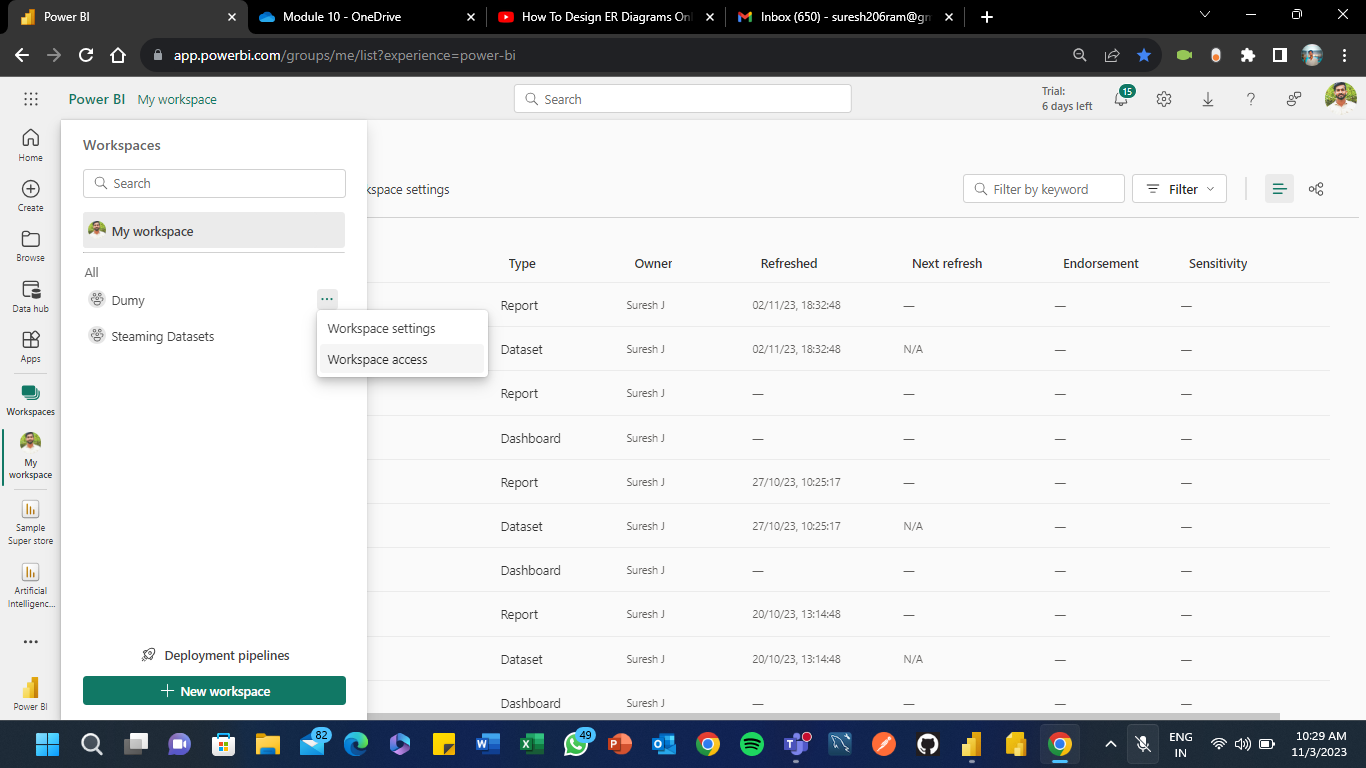 Power BI
Module 10 - OneDrive
How To Design ER Diagrams Onl
Inbox (650) - suresh206ram@gm
app.powerbi.com/groups/me/list?experience=power-bi
Power BI My workspace
Search
Trial:
6 days left
15
Home
Create
Browse
Data hub
Apps
Workspaces
My
workspace
Sample
Super store
Artificial
Intelligenc...
Power BI
Workspaces
Search
My workspace
All
Dumy
Steaming Datasets
Workspace settings
Workspace access
Deployment pipelines
New workspace
kspace settings
Filter by keyword
Filter
Type Owner Refreshed Next refresh Endorsement Sensitivity
Report Suresh J 02/11/23, 18:32:48 — — —
Dataset Suresh J 02/11/23, 18:32:48 N/A — —
Report Suresh J — — — —
Dashboard Suresh J — — — —
Report Suresh J 27/10/23, 10:25:17 — — —
Dataset Suresh J 27/10/23, 10:25:17 N/A — —
Dashboard Suresh J — — — —
Report Suresh J 20/10/23, 13:14:48 — — —
Dataset Suresh J 20/10/23, 13:14:48 N/A — —
Dashboard Suresh J — — — —
82
49
ENG
IN
10:29 AM
11/3/2023